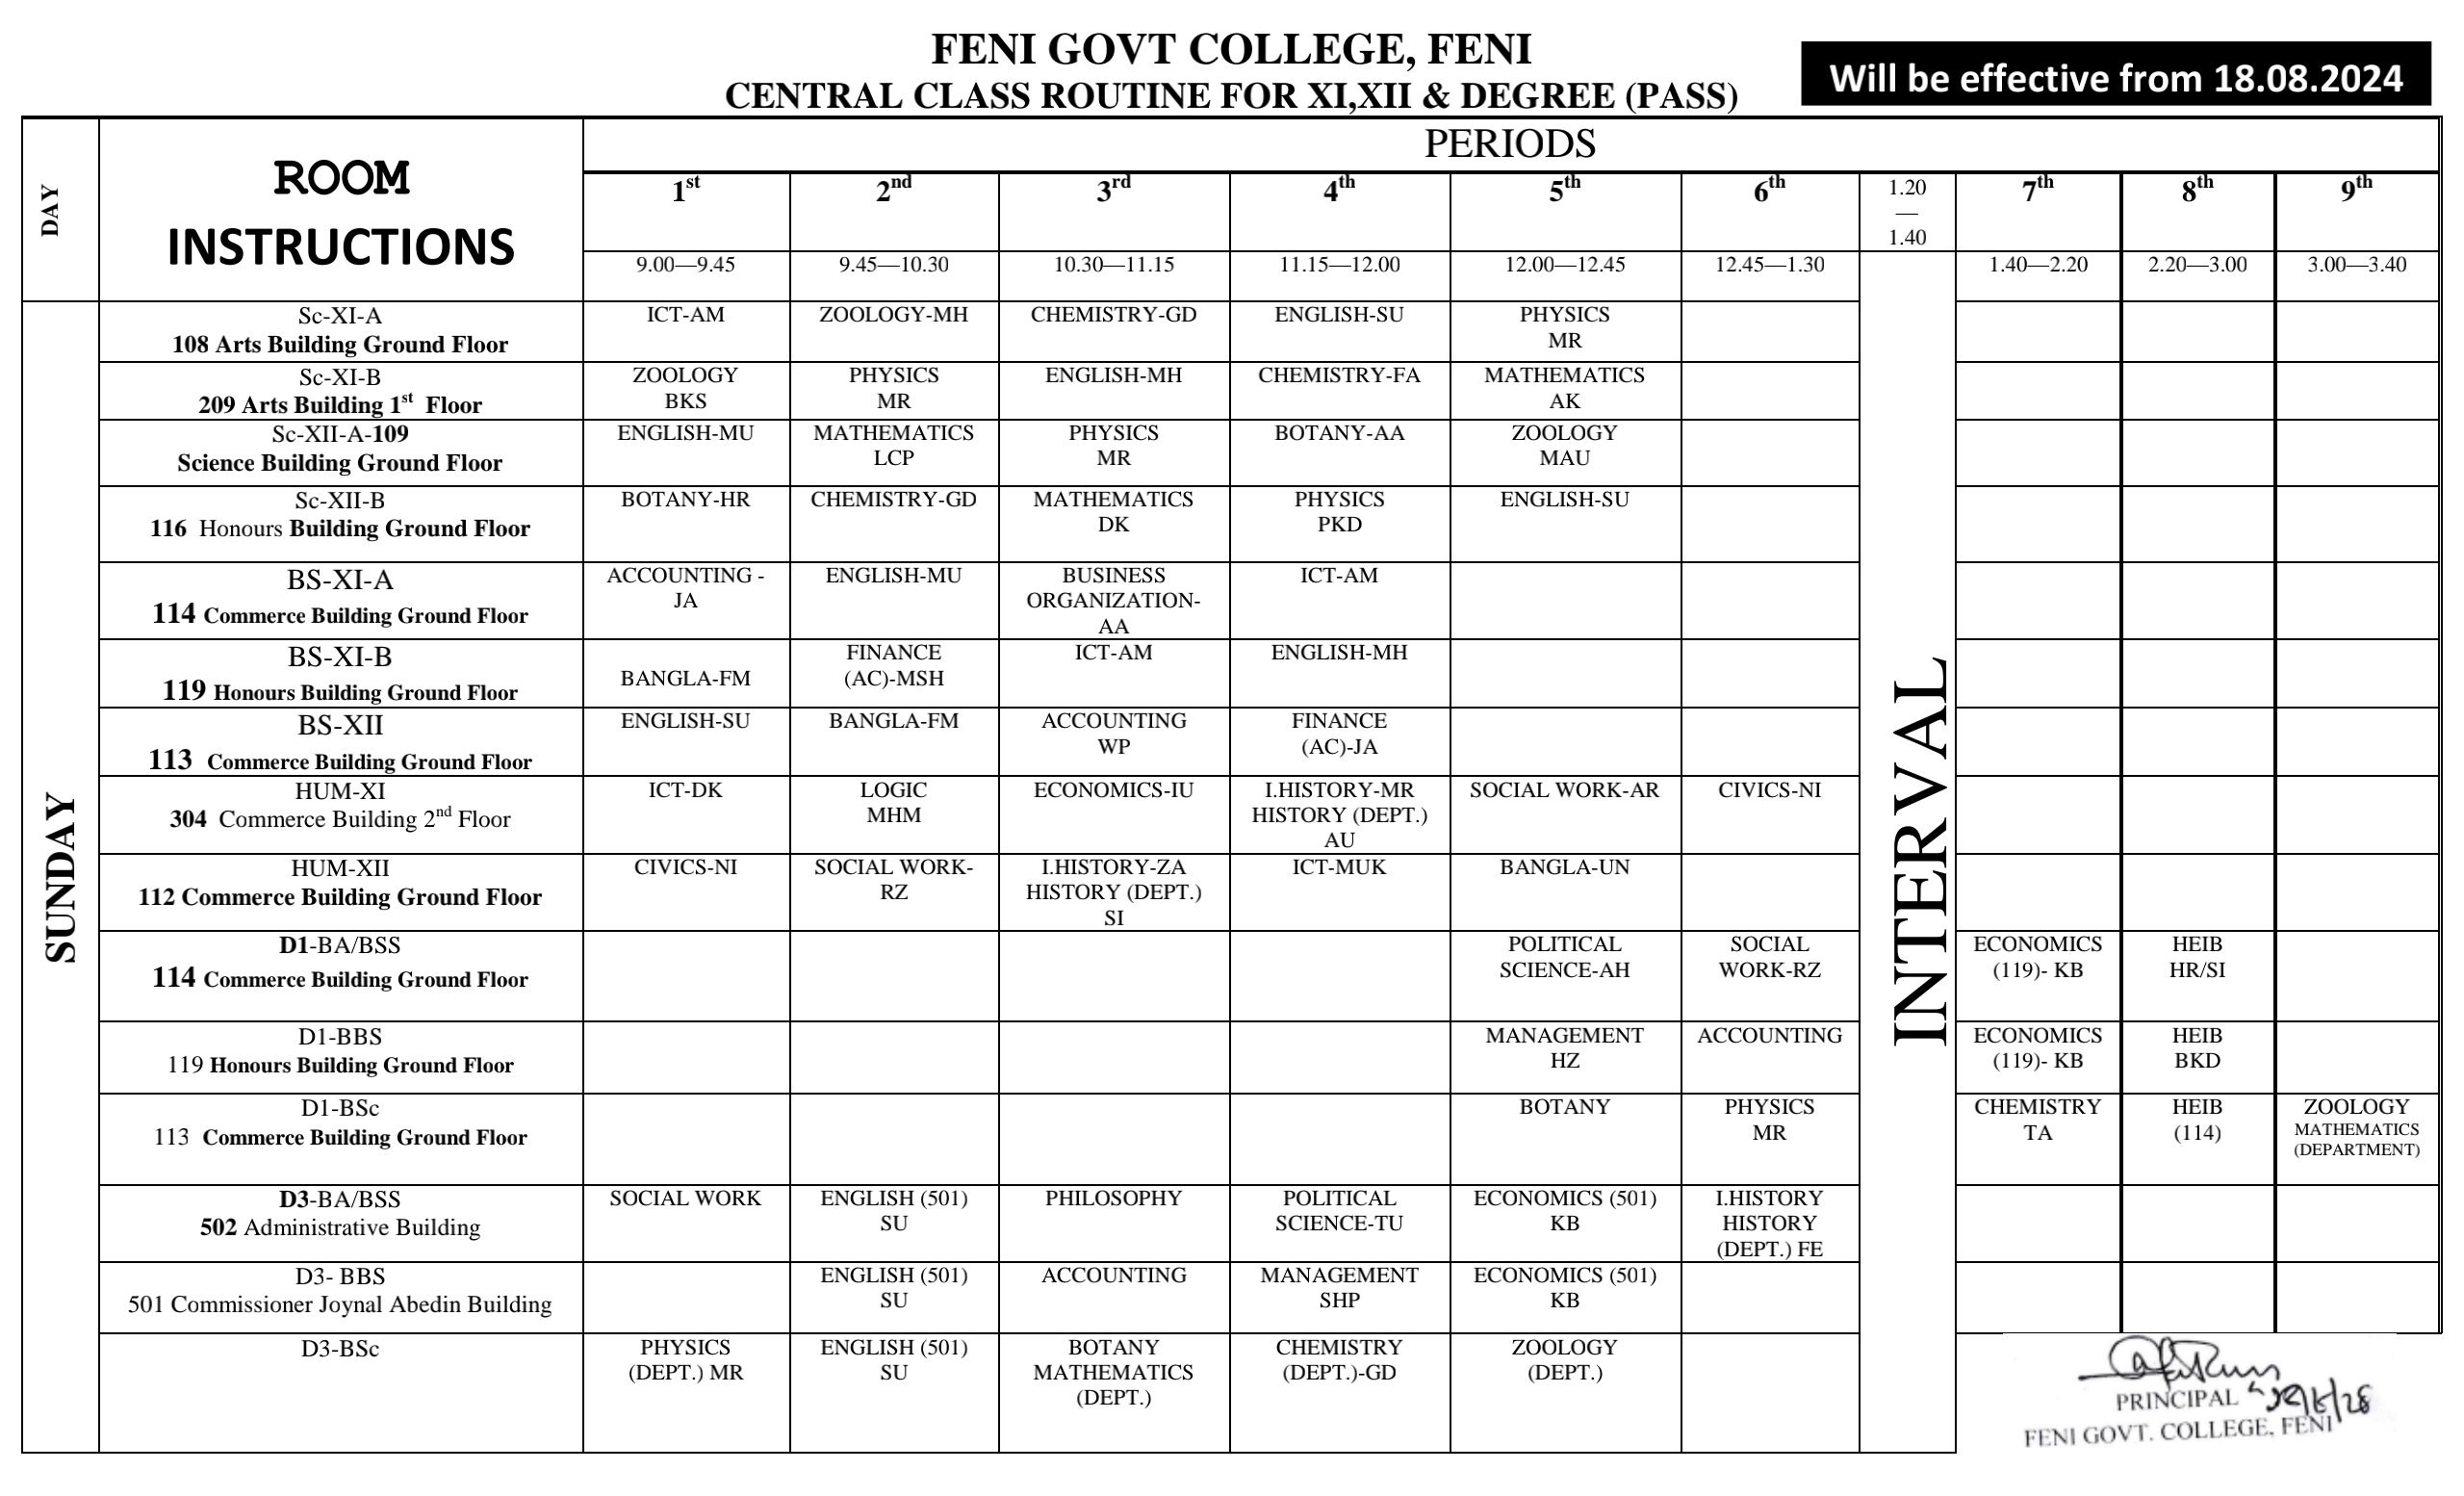 FENI GOVT COLLEGE, FENI
CENTRAL CLASS ROUTINE FOR XI,XII & DEGREE (PASS)
Will be effective from 18.08.2024
DAY
ROOM
INSTRUCTIONS
PERIODS
1st 2nd 3rd 4th 5th 6th 1.20 — 1.40 7th 8th 9th
9.00—9.45 9.45—10.30 10.30—11.15 11.15—12.00 12.00—12.45 12.45—1.30 1.40—2.20 2.20—3.00 3.00—3.40
SUNDAY
INTERVAL
Sc-XI-A ICT-AM ZOOLOGY-MH CHEMISTRY-GD ENGLISH-SU PHYSICS
108 Arts Building Ground Floor MR
Sc-XI-B ZOOLOGY PHYSICS ENGLISH-MH CHEMISTRY-FA MATHEMATICS
209 Arts Building 1st Floor BKS MR AK
Sc-XII-A-109 ENGLISH-MU MATHEMATICS PHYSICS BOTANY-AA ZOOLOGY
Science Building Ground Floor LCP MR MAU
Sc-XII-B BOTANY-HR CHEMISTRY-GD MATHEMATICS PHYSICS ENGLISH-SU
116 Honours Building Ground Floor DK PKD
BS-XI-A ACCOUNTING - ENGLISH-MU BUSINESS ICT-AM
114 Commerce Building Ground Floor JA ORGANIZATION-
AA
BS-XI-B FINANCE ICT-AM ENGLISH-MH
119 Honours Building Ground Floor BANGLA-FM (AC)-MSH
BS-XII ENGLISH-SU BANGLA-FM ACCOUNTING FINANCE
113 Commerce Building Ground Floor WP (AC)-JA
HUM-XI ICT-DK LOGIC ECONOMICS-IU I.HISTORY-MR SOCIAL WORK-AR CIVICS-NI
304 Commerce Building 2nd Floor MHM HISTORY (DEPT.)
AU
HUM-XII CIVICS-NI SOCIAL WORK- I.HISTORY-ZA ICT-MUK BANGLA-UN
112 Commerce Building Ground Floor RZ HISTORY (DEPT.)
SI
D1-BA/BSS POLITICAL SOCIAL ECONOMICS HEIB
114 Commerce Building Ground Floor SCIENCE-AH WORK-RZ (119)- KB HR/SI
D1-BBS MANAGEMENT ACCOUNTING ECONOMICS HEIB
119 Honours Building Ground Floor HZ (119)- KB BKD
D1-BSc BOTANY PHYSICS CHEMISTRY HEIB ZOOLOGY
113 Commerce Building Ground Floor MR TA (114) MATHEMATICS
(DEPARTMENT)
D3-BA/BSS SOCIAL WORK ENGLISH (501) PHILOSOPHY POLITICAL ECONOMICS (501) I.HISTORY
502 Administrative Building SU SCIENCE-TU KB HISTORY
(DEPT.) FE
D3- BBS ENGLISH (501) ACCOUNTING MANAGEMENT ECONOMICS (501)
501 Commissioner Joynal Abedin Building SU SHP KB
D3-BSc PHYSICS ENGLISH (501) BOTANY CHEMISTRY ZOOLOGY
(DEPT.) MR SU MATHEMATICS (DEPT.)-GD (DEPT.)
(DEPT.)
PRINCIPAL
FENI GOVT. COLLEGE, FENI